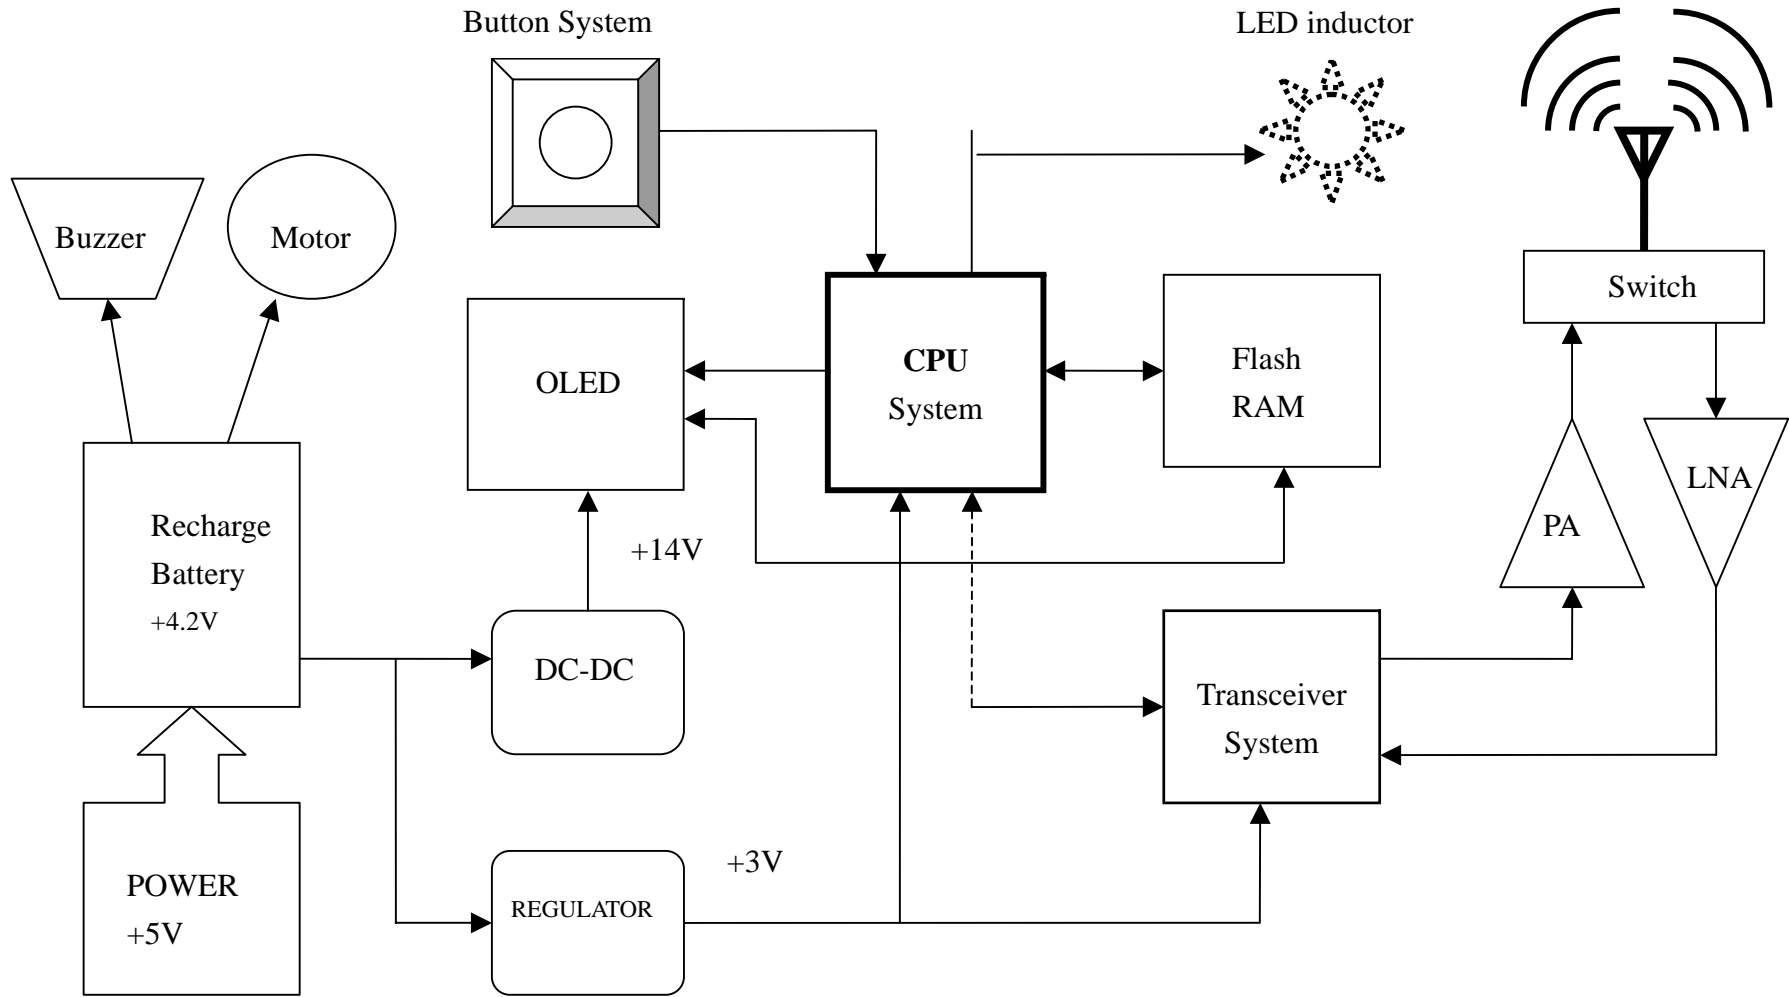 Button System
LED inductor
Buzzer
Motor
Switch
OLED
CPU
System
Flash
RAM
LNA
PA
Recharge
Battery
+4.2V
+14V
DC-DC
Transceiver
System
+3V
POWER
+5V
REGULATOR